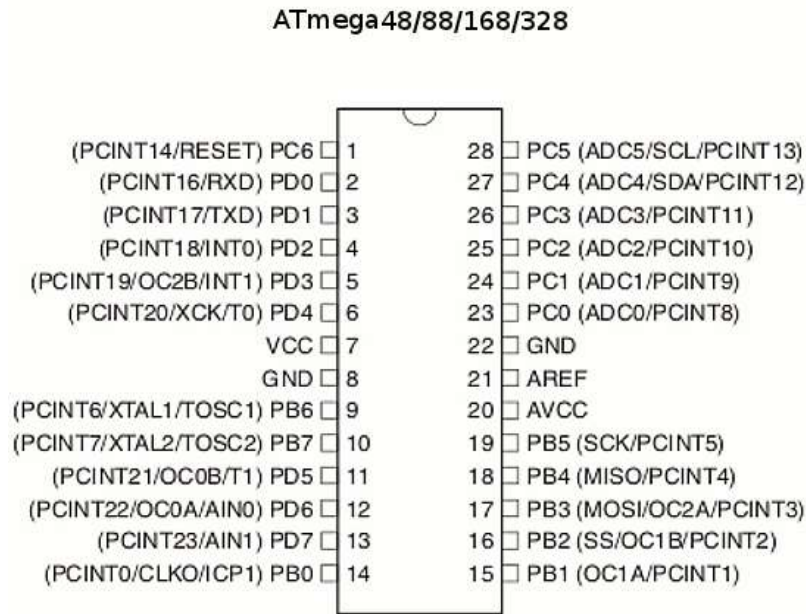 ATmega48/88/168/328
(PCINT14/RESET) PC6 1 28 PC5 (ADC5/SCL/PCINT13)
(PCINT16/RXD) PD0 2 27 PC4 (ADC4/SDA/PCINT12)
(PCINT17/TXD) PD1 3 26 PC3 (ADC3/PCINT11)
(PCINT18/INT0) PD2 4 25 PC2 (ADC2/PCINT10)
(PCINT19/OC2B/INT1) PD3 5 24 PC1 (ADC1/PCINT9)
(PCINT20/XCK/T0) PD4 6 23 PC0 (ADC0/PCINT8)
VCC 7 22 GND
GND 8 21 AREF
(PCINT6/XTAL1/TOSC1) PB6 9 20 AVCC
(PCINT7/XTAL2/TOSC2) PB7 10 19 PB5 (SCK/PCINT5)
(PCINT21/OC0B/T1) PD5 11 18 PB4 (MISO/PCINT4)
(PCINT22/OC0A/AIN0) PD6 12 17 PB3 (MOSI/OC2A/PCINT3)
(PCINT23/AIN1) PD7 13 16 PB2 (SS/OC1B/PCINT2)
(PCINT0/CLKO/ICP1) PB0 14 15 PB1 (OC1A/PCINT1)